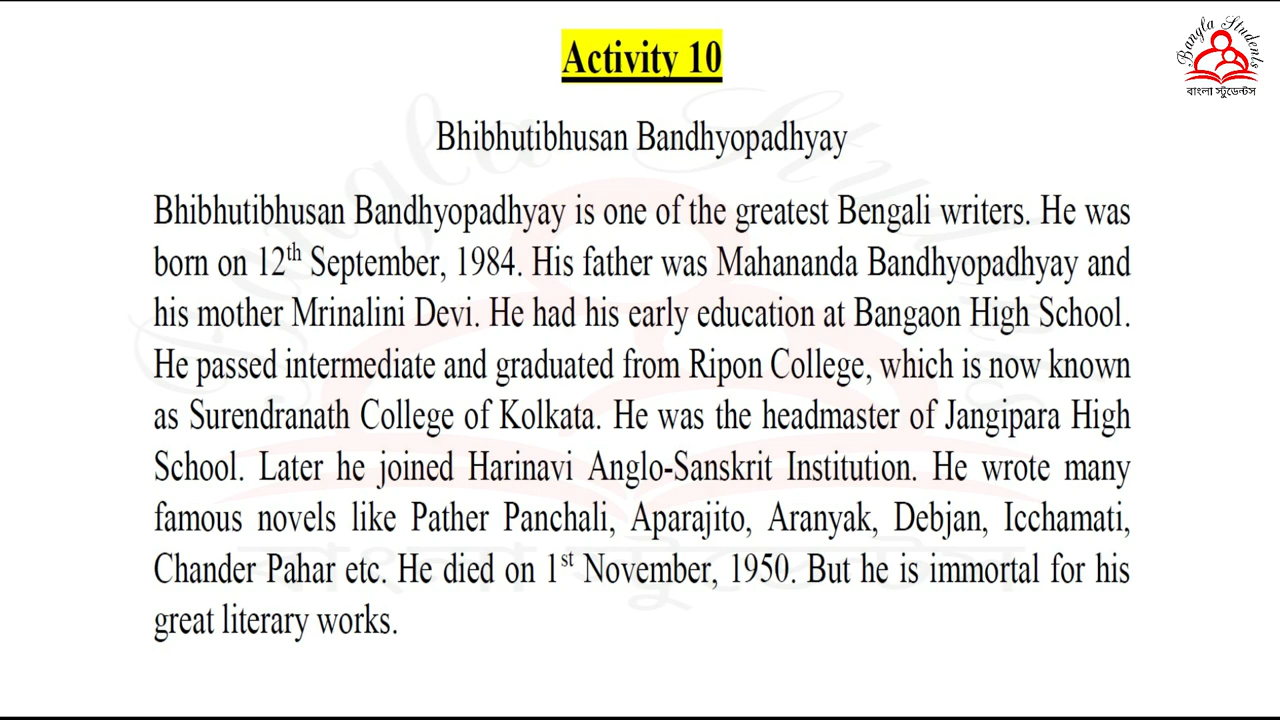 Activity 10
Bangla Students
বাংলা স্টুডেন্টস
Bhibhutibhusan Bandhyopadhyay
Bhibhutibhusan Bandhyopadhyay is one of the greatest Bengali writers. He was
born on 12th September, 1984. His father was Mahananda Bandhyopadhyay and
his mother Mrinalini Devi. He had his early education at Bangaon High School.
He passed intermediate and graduated from Ripon College, which is now known
as Surendranath College of Kolkata. He was the headmaster of Jangipara High
School. Later he joined Harinavi Anglo-Sanskrit Institution. He wrote many
famous novels like Pather Panchali, Aparajito, Aranyak, Debjan, Icchamati,
Chander Pahar etc. He died on 1st November, 1950. But he is immortal for his
great literary works.
Bangla Students
বাংলা স্টুডেন্টস